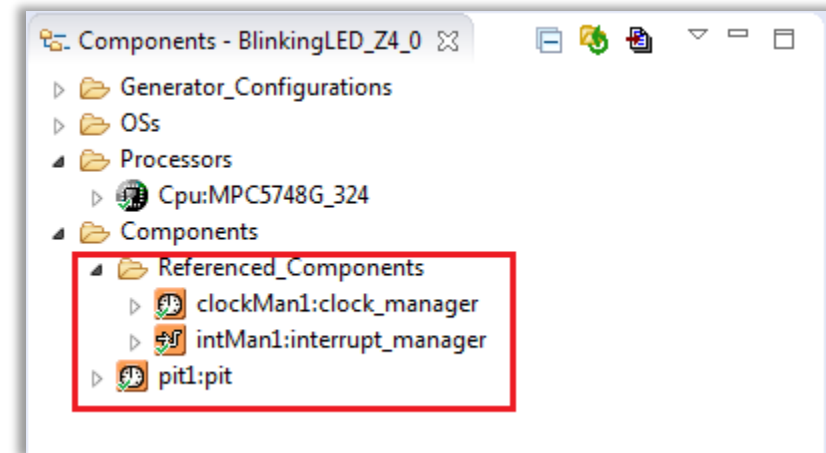 Components - BlinkingLED_Z4_0
Generator_Configurations
OSs
Processors
Cpu:MPC5748G_324
Components
Referenced_Components
clockMan1:clock_manager
intMan1:interrupt_manager
pit1:pit